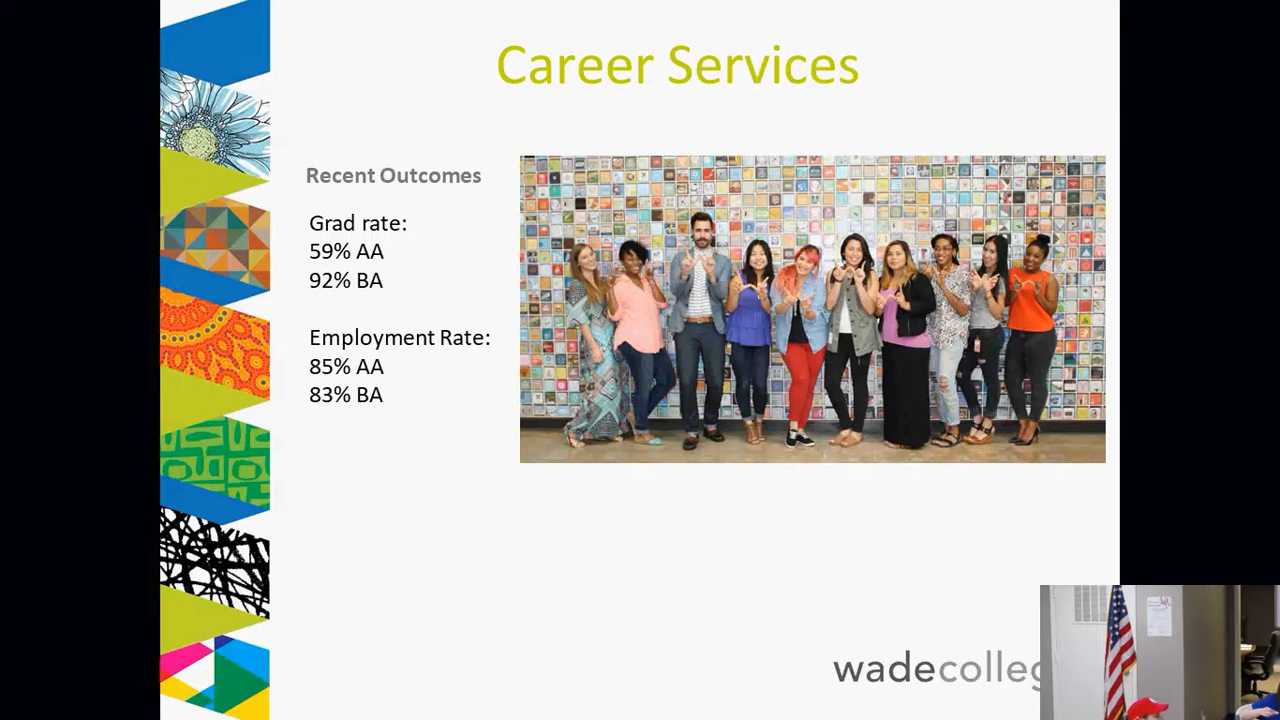 Career Services
Recent Outcomes
Grad rate:
59% AA
92% BA
Employment Rate:
85% AA
83% BA
wadecolleg